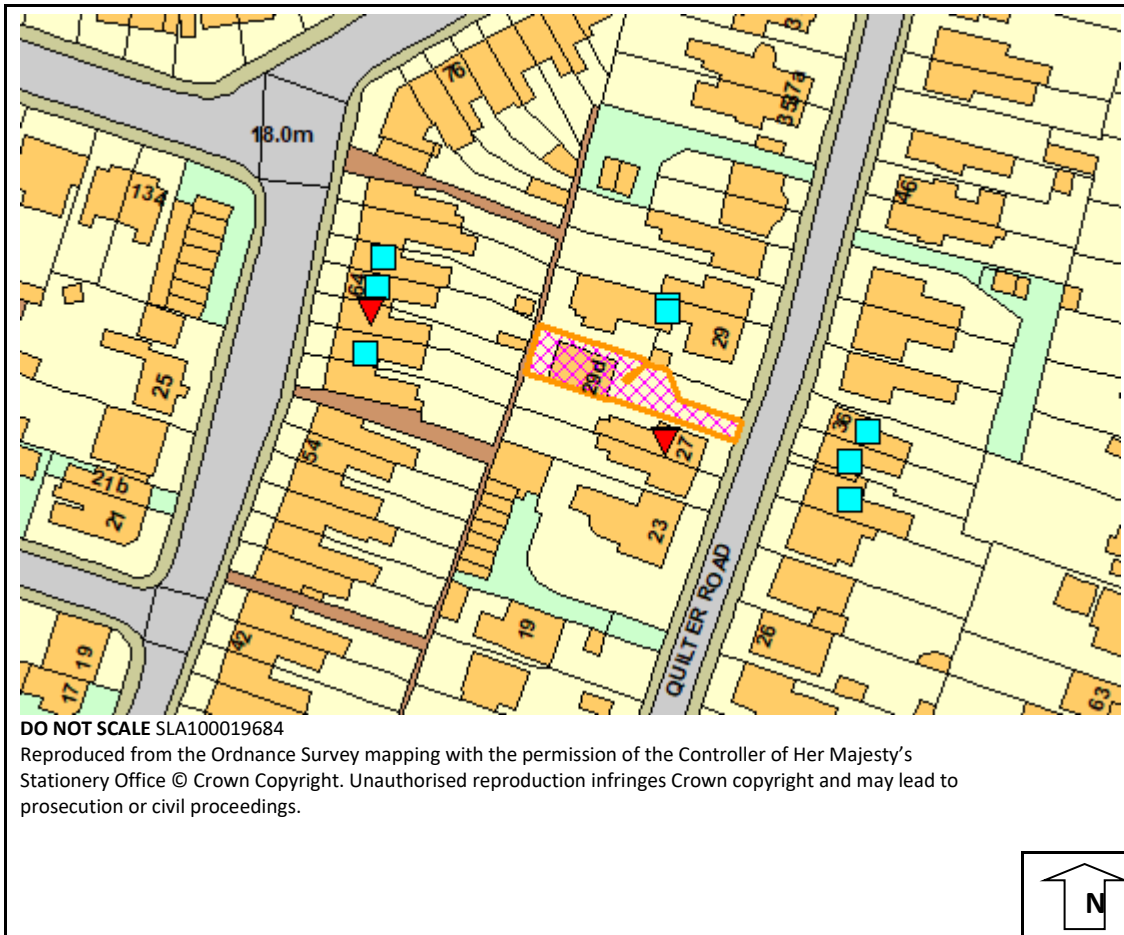 76
35
37a
18.0m
134
46
64
29
29d
25
36
27
54
21b
21
23
QUILTER ROAD
19
26
42
19
17
63
DO NOT SCALE SLA100019684
Reproduced from the Ordnance Survey mapping with the permission of the Controller of Her Majesty's
Stationery Office © Crown Copyright. Unauthorised reproduction infringes Crown copyright and may lead to
prosecution or civil proceedings.
N